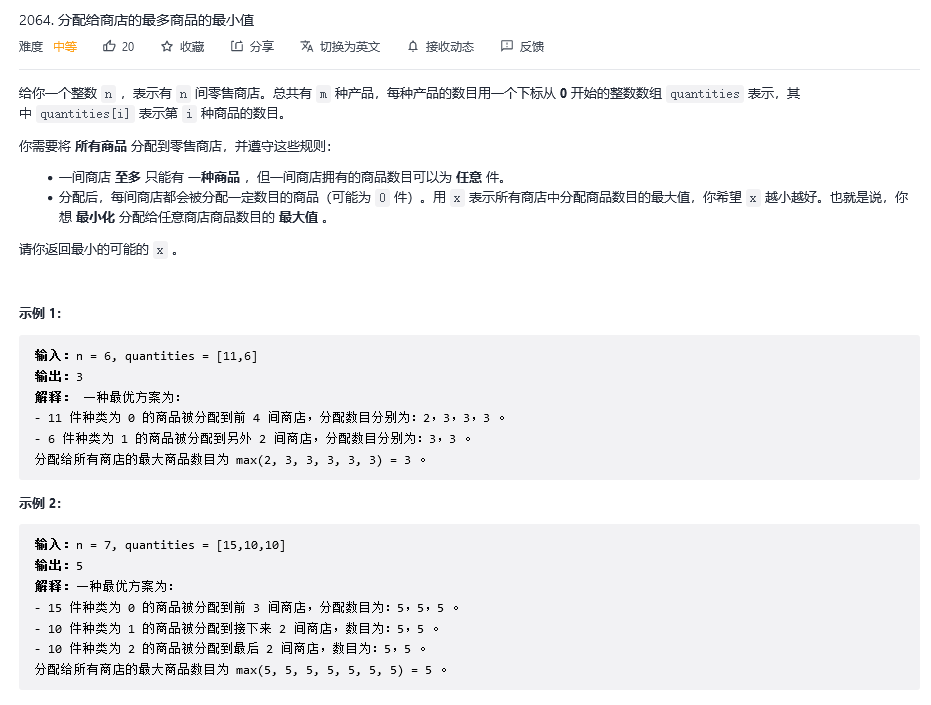 2064. 分配给商店的最多商品的最小值
难度 中等 20 收藏 分享 切换为英文 接收动态 反馈
给你一个整数 n ，表示有 n 间零售商店。总共有 m 种产品，每种产品的数目用一个下标从 0 开始的整数数组 quantities 表示，其
中 quantities[i] 表示第 i 种商品的数目。
你需要将 所有商品 分配到零售商店，并遵守这些规则：
• 一间商店 至多 只能有 一种商品 ，但一间商店拥有的商品数目可以为 任意 件。
• 分配后，每间商店都会被分配一定数目的商品（可能为 0 件）。用 x 表示所有商店中分配商品数目的最大值，你希望 x 越小越好。也就是说，你
想 最小化 分配给任意商店商品数目的 最大值 。
请你返回最小的可能的 x 。
示例 1：
输入：n = 6, quantities = [11,6]
输出：3
解释： 一种最优方案为：
- 11 件种类为 0 的商品被分配到前 4 间商店，分配数目分别为：2，3，3，3 。
- 6 件种类为 1 的商品被分配到另外 2 间商店，分配数目分别为：3，3 。
分配给所有商店的最大商品数目为 max(2, 3, 3, 3, 3, 3) = 3 。
示例 2：
输入：n = 7, quantities = [15,10,10]
输出：5
解释：一种最优方案为：
- 15 件种类为 0 的商品被分配到前 3 间商店，分配数目为：5，5，5 。
- 10 件种类为 1 的商品被分配到接下来 2 间商店，数目为：5，5 。
- 10 件种类为 2 的商品被分配到最后 2 间商店，数目为：5，5 。
分配给所有商店的最大商品数目为 max(5, 5, 5, 5, 5, 5, 5) = 5 。